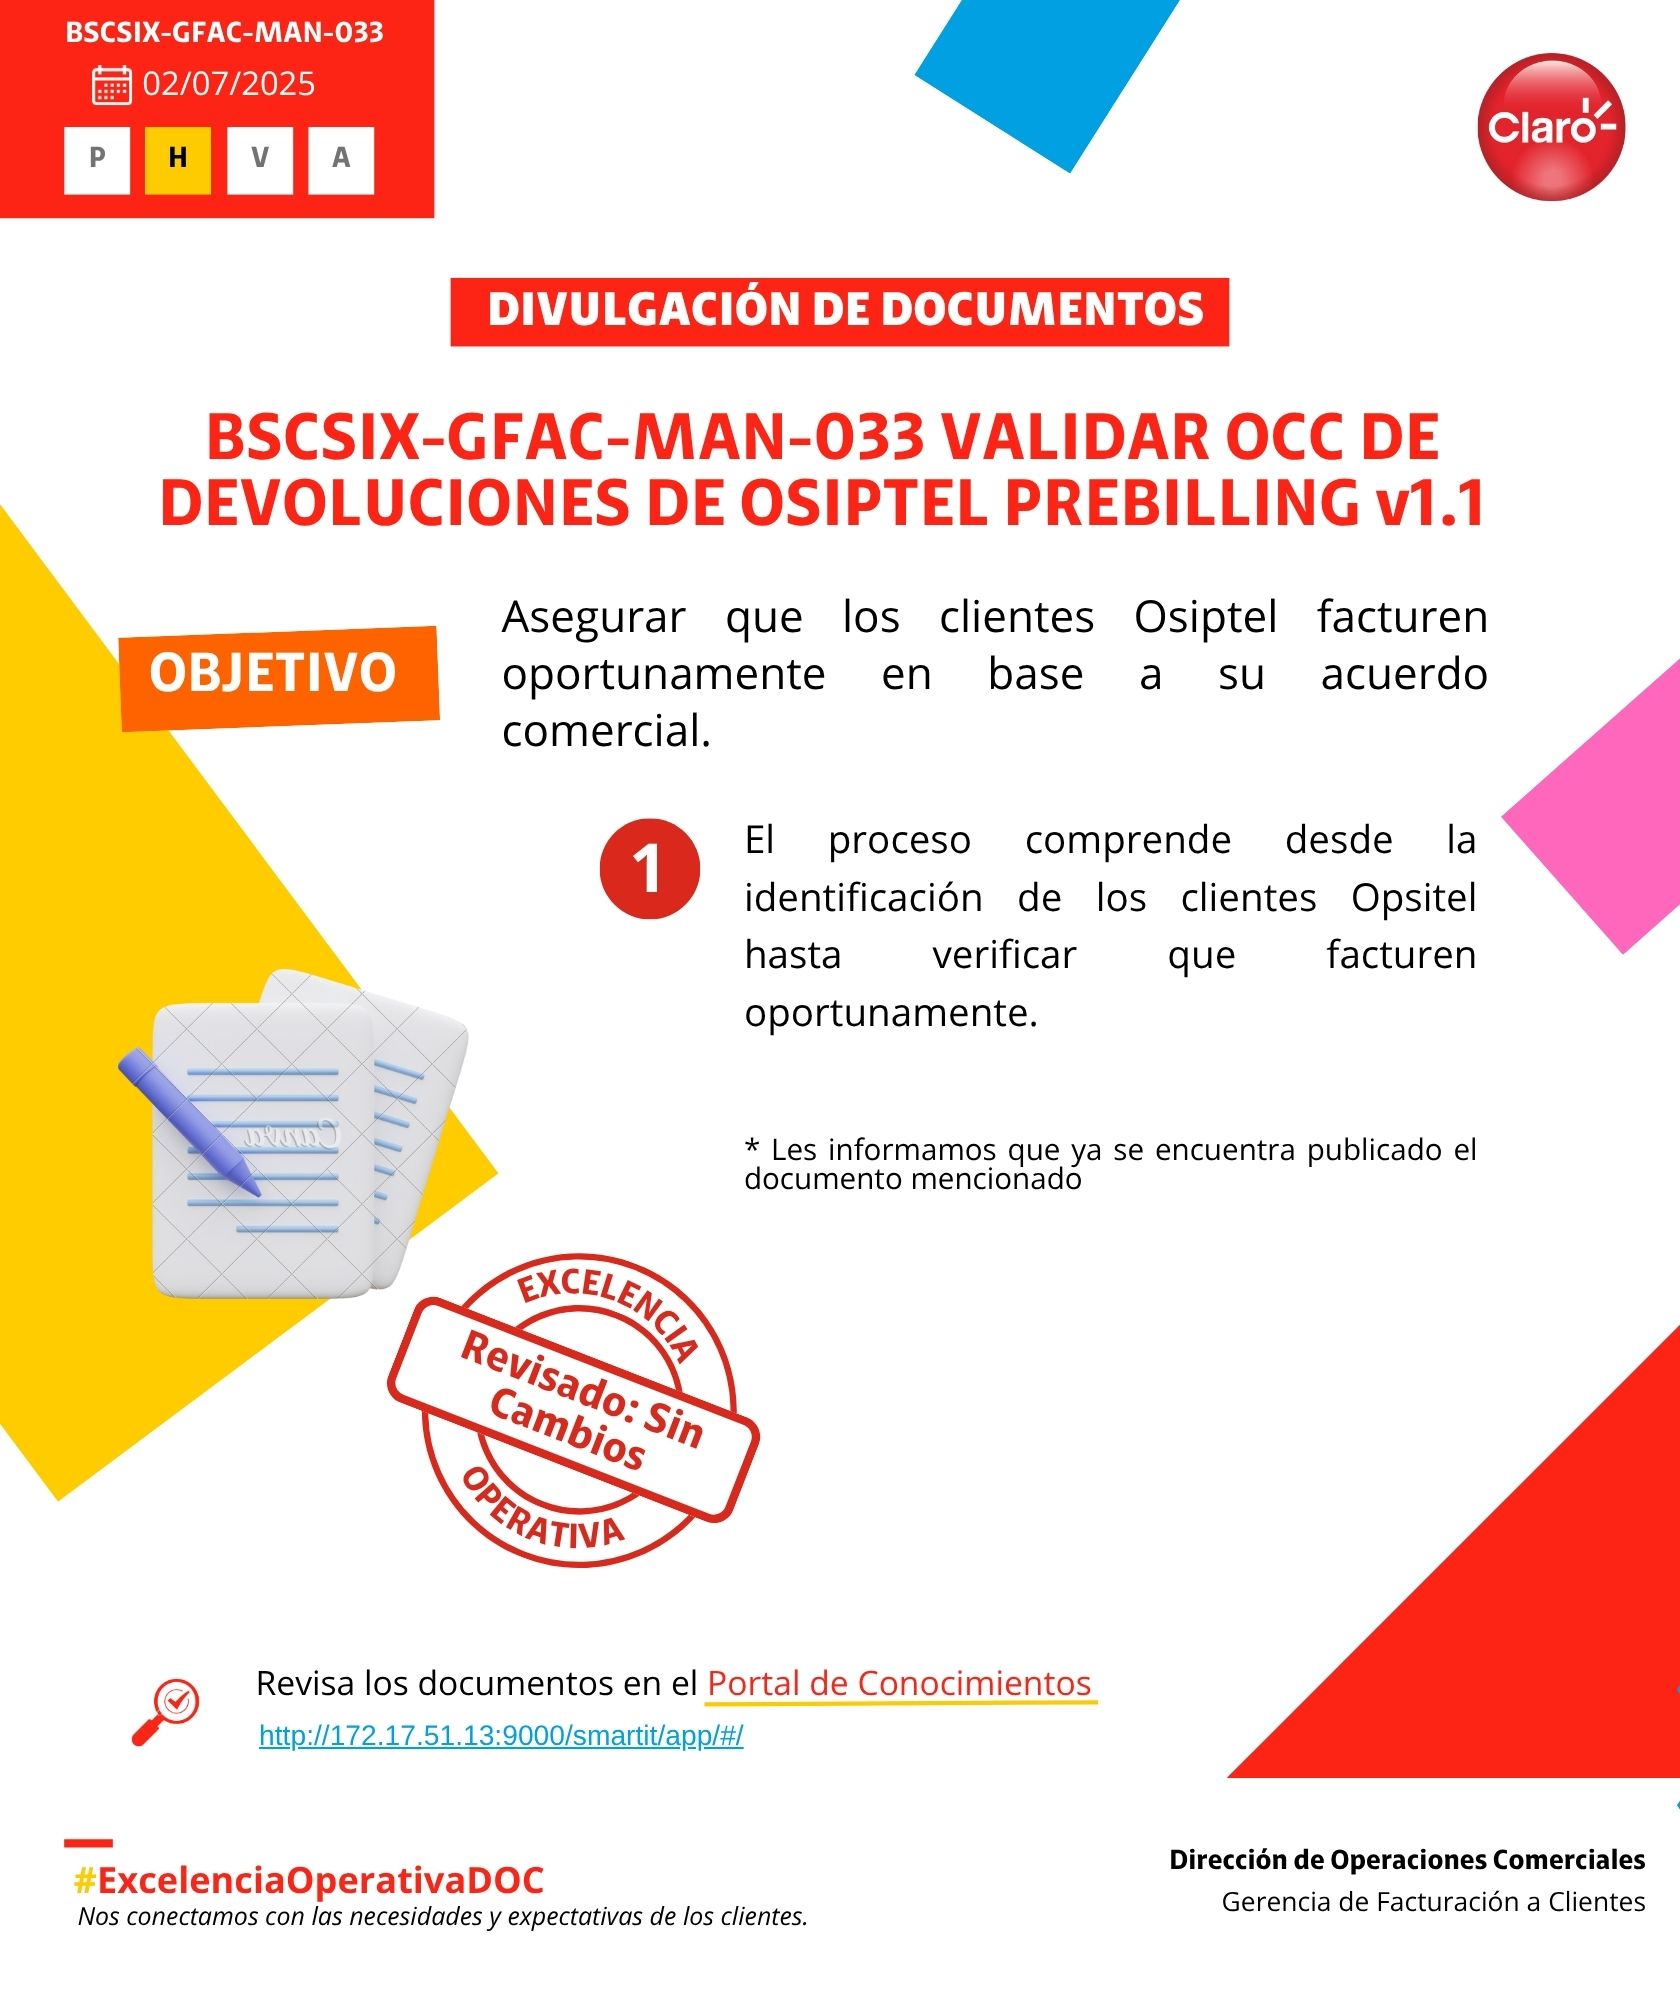 BSCSIX-GFAC-MAN-033
02/07/2025
P H V A
Claro
DIVULGACIÓN DE DOCUMENTOS
BSCSIX-GFAC-MAN-033 VALIDAR OCC DE
DEVOLUCIONES DE OSIPTEL PREBILLING v1.1
OBJETIVO
Asegurar que los clientes Osiptel facturen
oportunamente en base a su acuerdo
comercial.
1
El proceso comprende desde la
identificación de los clientes Opsitel
hasta verificar que facturen
oportunamente.
Canva
* Les informamos que ya se encuentra publicado el
documento mencionado
EXCELENCIA
Revisado: Sin
Cambios
OPERATIVA
Revisa los documentos en el Portal de Conocimientos
http://172.17.51.13:9000/smartit/app/#/
#ExcelenciaOperativaDOC
Nos conectamos con las necesidades y expectativas de los clientes.
Dirección de Operaciones Comerciales
Gerencia de Facturación a Clientes